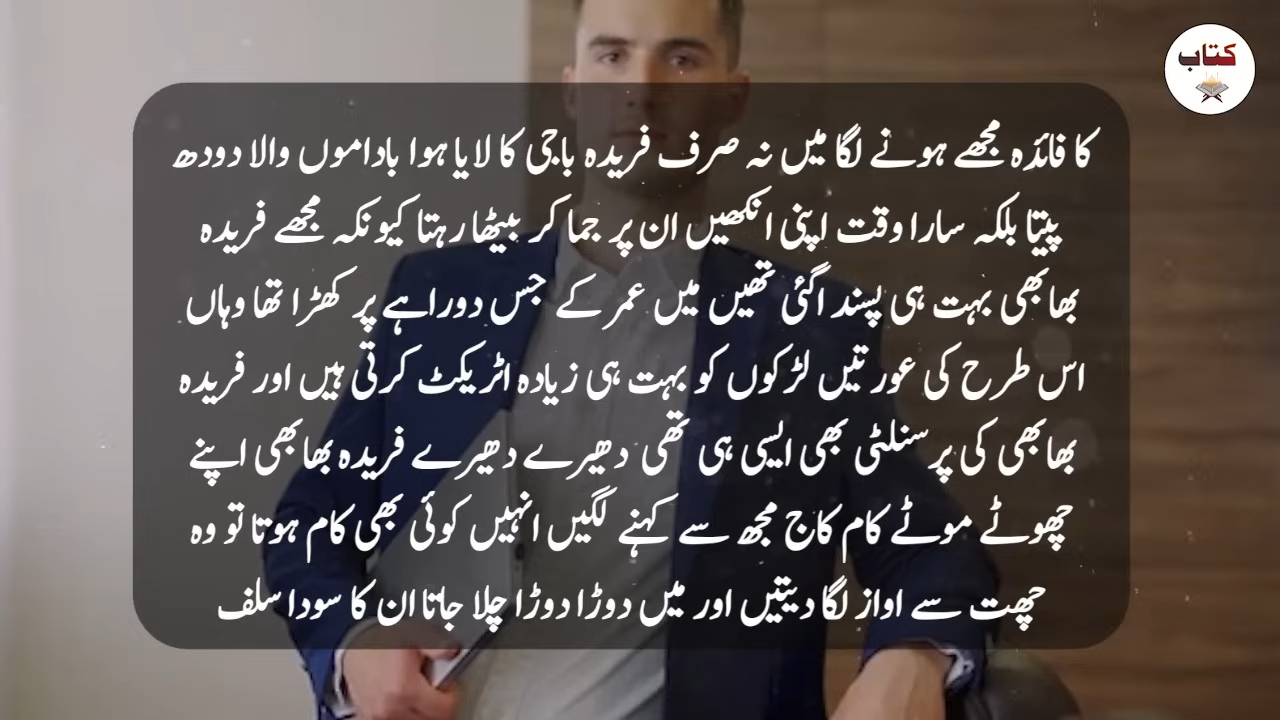 کتاب
کا فائدہ مجھے ہونے لگا میں نہ صرف فریدہ باجی کا لایا ہوا باداموں والا دودھ
پیتا بلکہ سارا وقت اپنی انکھیں ان پر جما کر بیٹھا رہتا کیونکہ مجھے فریدہ
بھابھی بہت ہی پسند اگئی تھیں میں عمر کے جس دوراہے پر کھڑا تھا وہاں
اس طرح کی عورتیں لڑکوں کو بہت ہی زیادہ اٹریکٹ کرتی ہیں اور فریدہ
بھابھی کی پرسنلٹی بھی ایسی ہی تھی دھیرے دھیرے فریدہ بھابھی اپنے
چھوٹے موٹے کام کاج مجھ سے کہنے لگیں انہیں کوئی بھی کام ہوتا تو وہ
چھت سے اواز لگا دیتیں اور میں دوڑا دوڑا چلا جاتا ان کا سودا سلف